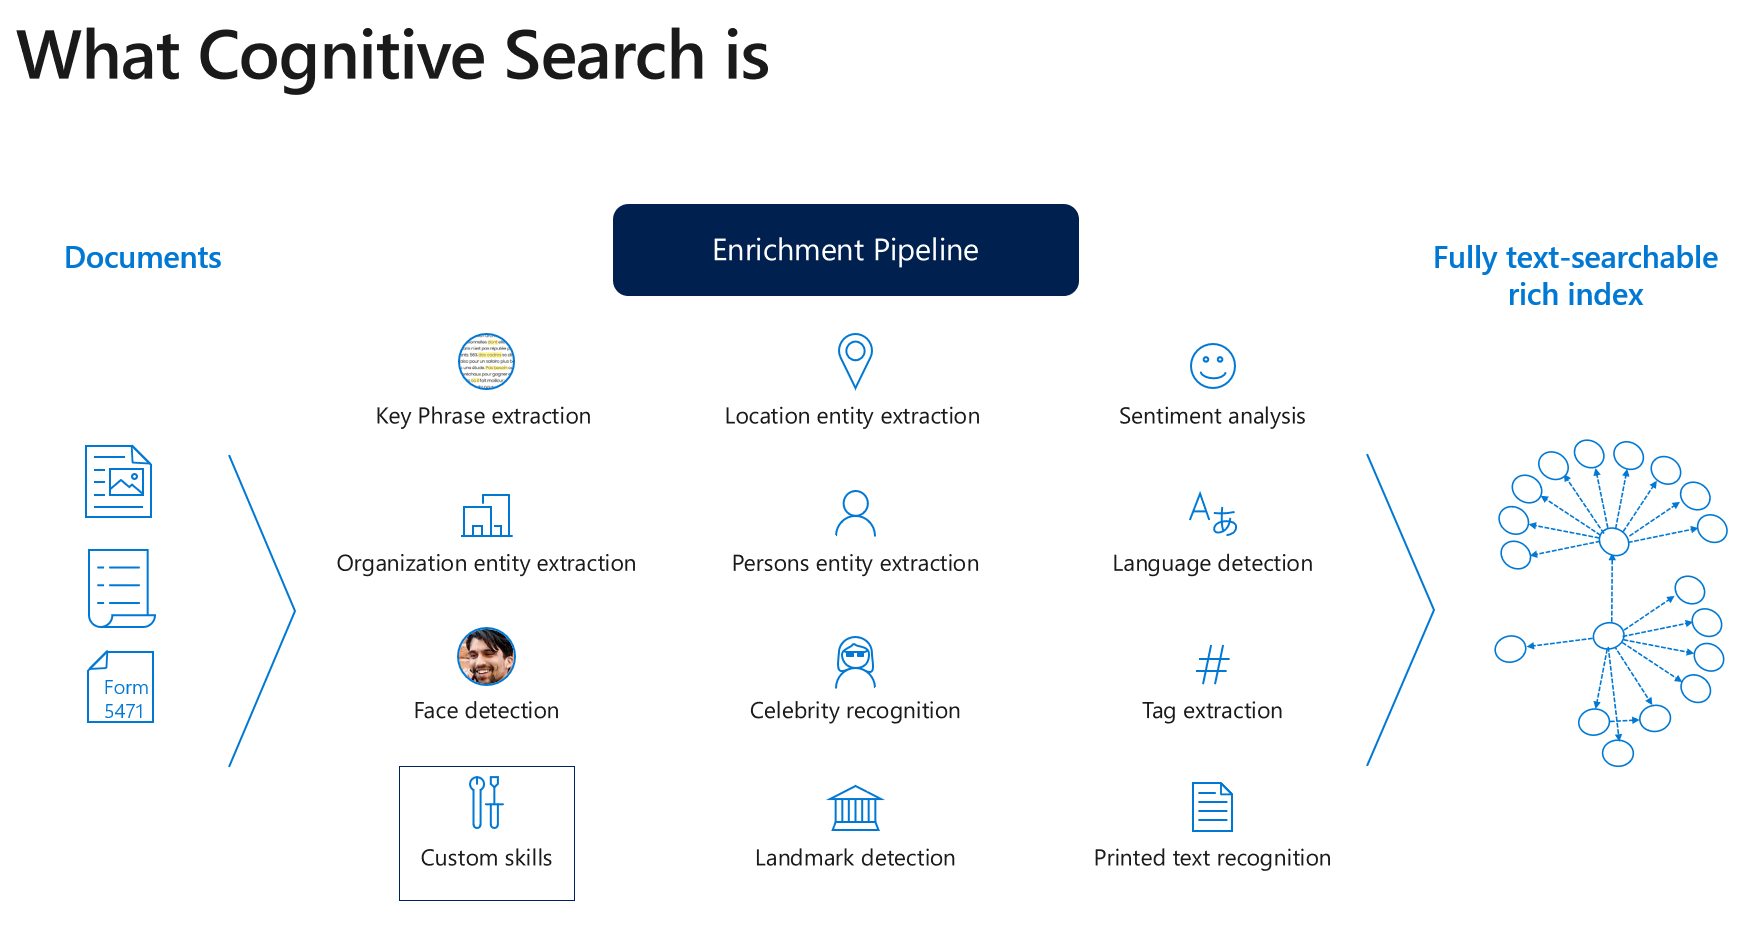 What Cognitive Search is
Enrichment Pipeline
Documents
Fully text-searchable
rich index
Key Phrase extraction
Location entity extraction
Sentiment analysis
Organization entity extraction
Persons entity extraction
Language detection
Form
5471
Face detection
Celebrity recognition
Tag extraction
Custom skills
Landmark detection
Printed text recognition